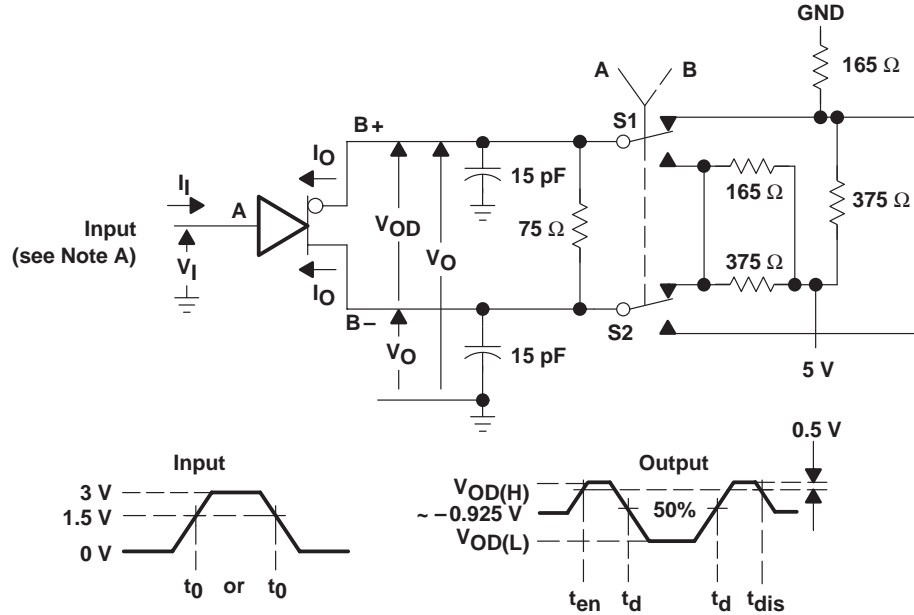 GND
165 Ω
A
B
S1
B+
IO
II
A
15 pF
165 Ω
375 Ω
Input
(see Note A)
VOD
75 Ω
VO
VI
375 Ω
IO
B−
S2
VO
15 pF
5 V
0.5 V
Input
Output
3 V
VOD(H)
1.5 V
~ −0.925 V
50%
0 V
VOD(L)
t0 or t0
ten td td tdis